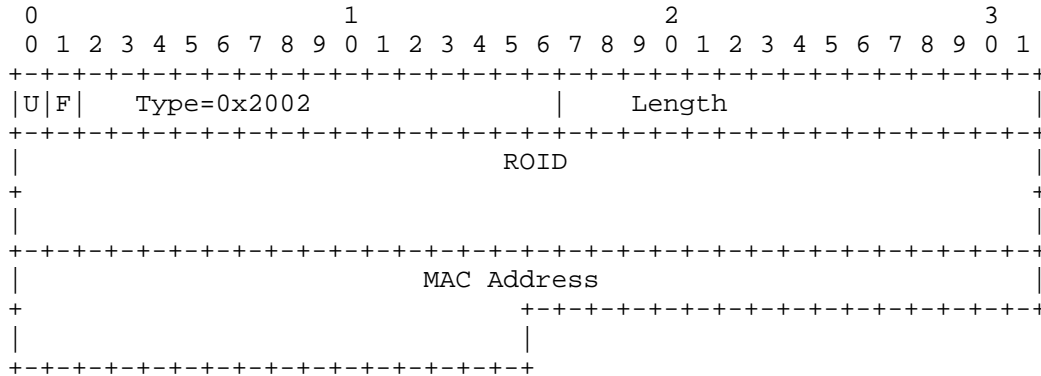 0                   1                   2                   3
0 1 2 3 4 5 6 7 8 9 0 1 2 3 4 5 6 7 8 9 0 1 2 3 4 5 6 7 8 9 0 1
+-+-+-+-+-+-+-+-+-+-+-+-+-+-+-+-+-+-+-+-+-+-+-+-+-+-+-+-+-+-+-+-+
|U|F|   Type=0x2002               |    Length                   |
+-+-+-+-+-+-+-+-+-+-+-+-+-+-+-+-+-+-+-+-+-+-+-+-+-+-+-+-+-+-+-+-+
|                              ROID                             |
+                                                               +
|                                                               |
+-+-+-+-+-+-+-+-+-+-+-+-+-+-+-+-+-+-+-+-+-+-+-+-+-+-+-+-+-+-+-+-+
|                         MAC Address                           |
+                               +-+-+-+-+-+-+-+-+-+-+-+-+-+-+-+-+
|                               |
+-+-+-+-+-+-+-+-+-+-+-+-+-+-+-+-+